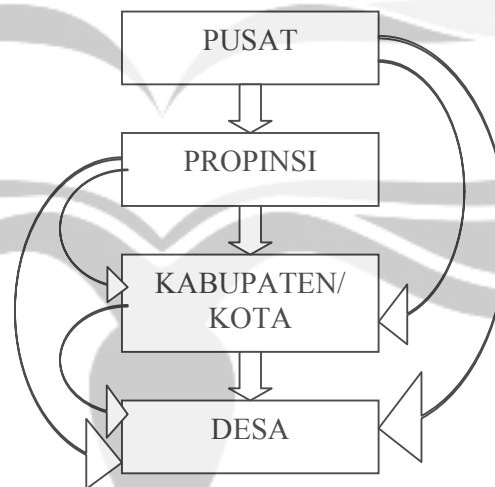 PUSAT
PROPINSI
KABUPATEN/
KOTA
DESA